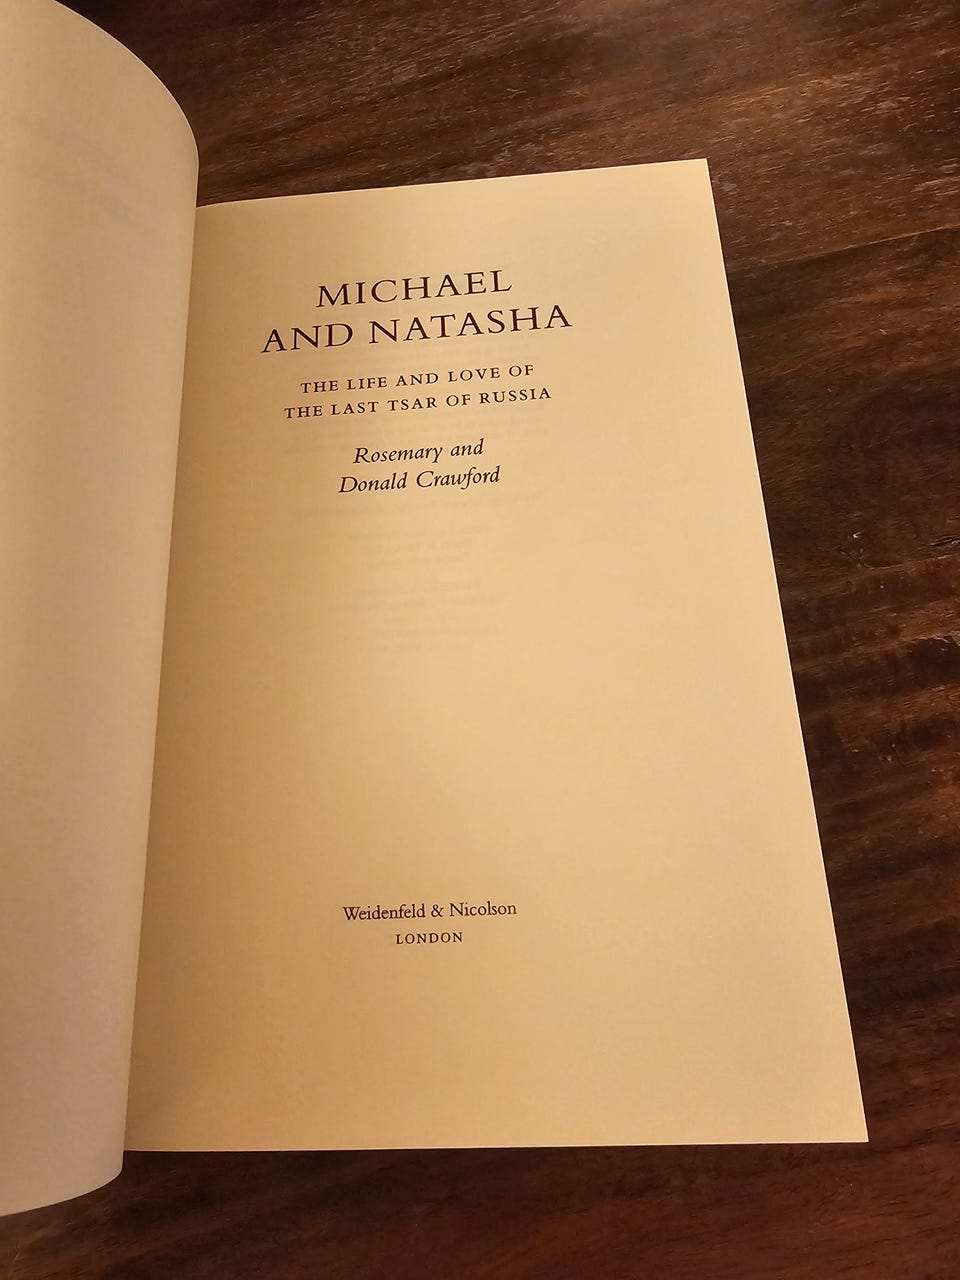 MICHAEL
AND NATASHA
THE LIFE AND LOVE OF
THE LAST TSAR OF RUSSIA
Rosemary and
Donald Crawford
Weidenfeld & Nicolson
LONDON